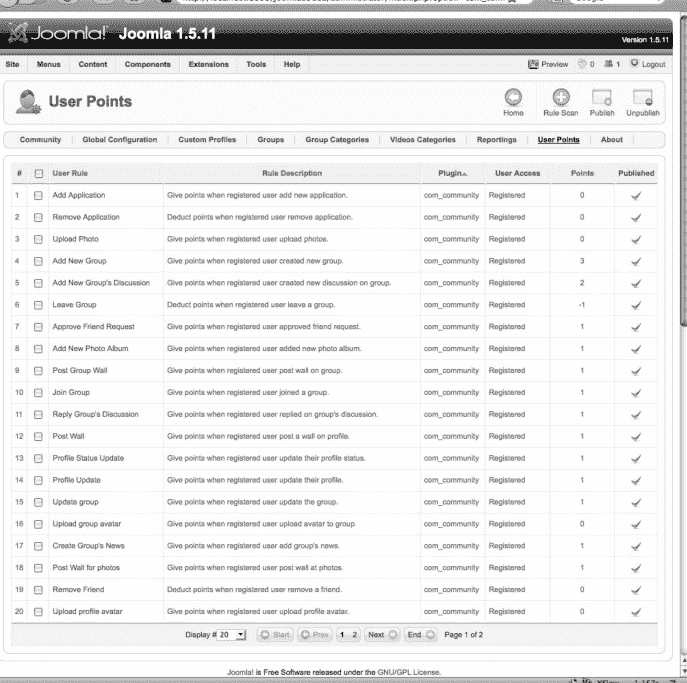 Joomla! Joomla 1.5.11
Version 1.5.11
Site Menus Content Components Extensions Tools Help Preview 0 1 Logout
User Points
Home Rule Scan Publish Unpublish
Community Global Configuration Custom Profiles Groups Group Categories Videos Categories Reportings User Points About
# User Rule Rule Description Plugin User Access Points Published
1 Add Application Give points when registered user add new application. com_community Registered 0
2 Remove Application Deduct points when registered user remove application. com_community Registered 0
3 Upload Photo Give points when registered user upload photos. com_community Registered 0
4 Add New Group Give points when registered user created new group. com_community Registered 3
5 Add New Group's Discussion Give points when registered user created new discussion on group. com_community Registered 2
6 Leave Group Deduct points when registered user leave a group. com_community Registered -1
7 Approve Friend Request Give points when registered user approved friend request. com_community Registered 1
8 Add New Photo Album Give points when registered user added new photo album. com_community Registered 1
9 Post Group Wall Give points when registered user post wall on group. com_community Registered 1
10 Join Group Give points when registered user joined a group. com_community Registered 1
11 Reply Group's Discussion Give points when registered user replied on group's discussion. com_community Registered 1
12 Post Wall Give points when registered user post a wall on profile. com_community Registered 1
13 Profile Status Update Give points when registered user update their profile status. com_community Registered 1
14 Profile Update Give points when registered user update their profile. com_community Registered 1
15 Update group Give points when registered user update the group. com_community Registered 1
16 Upload group avatar Give points when registered user upload avatar to group. com_community Registered 0
17 Create Group's News Give points when registered user add group's news. com_community Registered 1
18 Post Wall for photos Give points when registered user post wall at photos. com_community Registered 1
19 Remove Friend Deduct points when registered user remove a friend. com_community Registered 0
20 Upload profile avatar Give points when registered user upload profile avatar. com_community Registered 0
Display # 20 Start Prev 1 2 Next End Page 1 of 2
Joomla! is Free Software released under the GNU/GPL License.